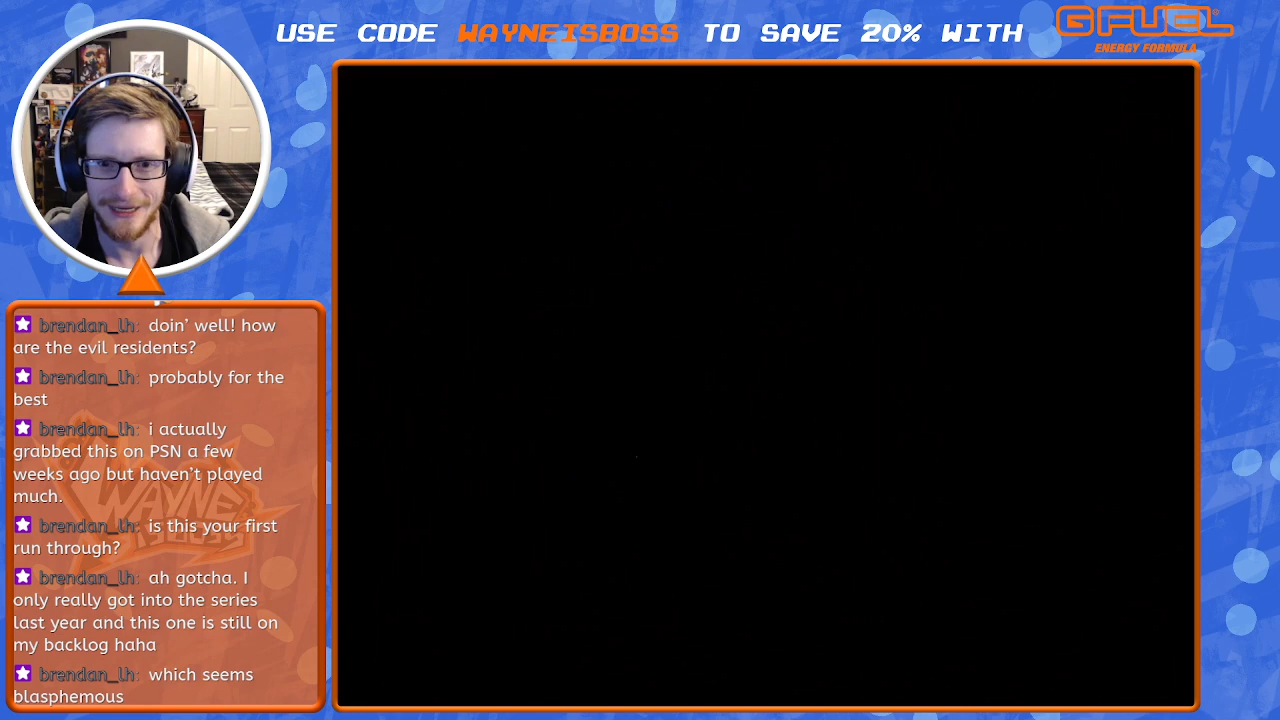 USE CODE WAYNEISBOSS TO SAVE 20% WITH
G FUEL®
ENERGY FORMULA
brendan_lh: doin' well! how
are the evil residents?
brendan_lh: probably for the
best
brendan_lh: i actually
grabbed this on PSN a few
weeks ago but haven't played
much.
brendan_lh: is this your first
run through?
brendan_lh: ah gotcha. I
only really got into the series
last year and this one is still on
my backlog haha
brendan_lh: which seems
blasphemous
WAYNE
ISBOSS